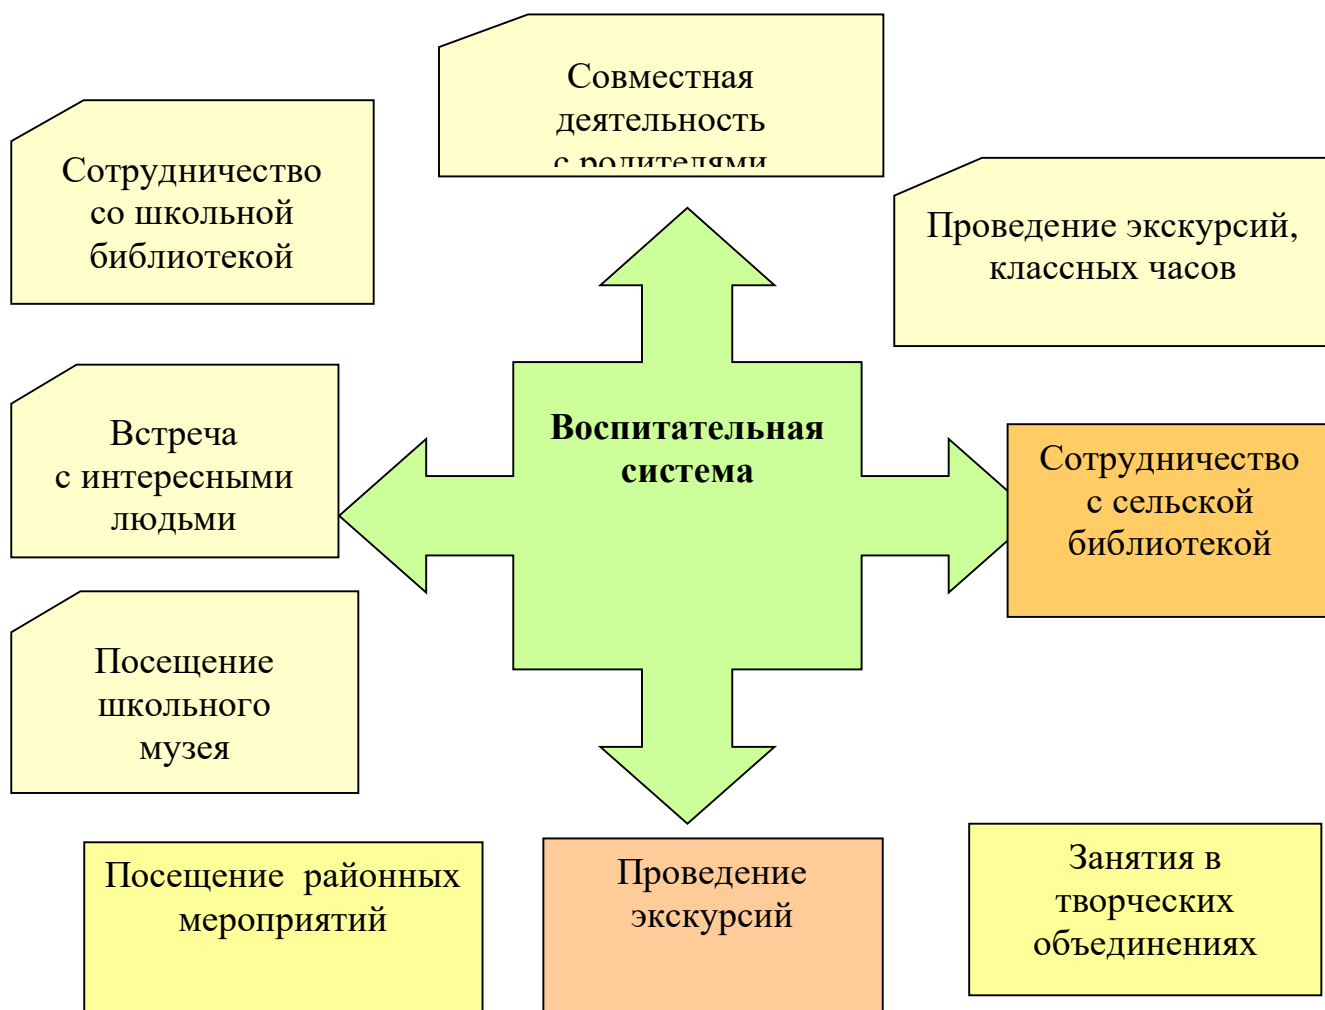 Совместная
деятельность
с родителями
Сотрудничество
со школьной
библиотекой
Проведение экскурсий,
классных часов
Встреча
с интересными
людьми
Воспитательная
система
Сотрудничество
с сельской
библиотекой
Посещение
школьного
музея
Посещение районных
мероприятий
Проведение
экскурсий
Занятия в
творческих
объединениях